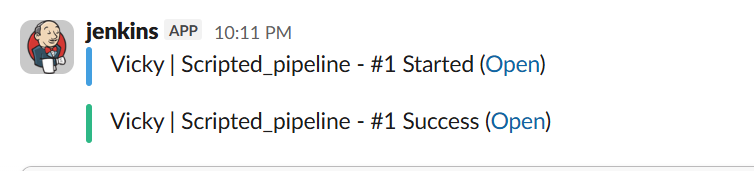 jenkins APP 10:11 PM
Vicky | Scripted_pipeline - #1 Started (Open)
Vicky | Scripted_pipeline - #1 Success (Open)